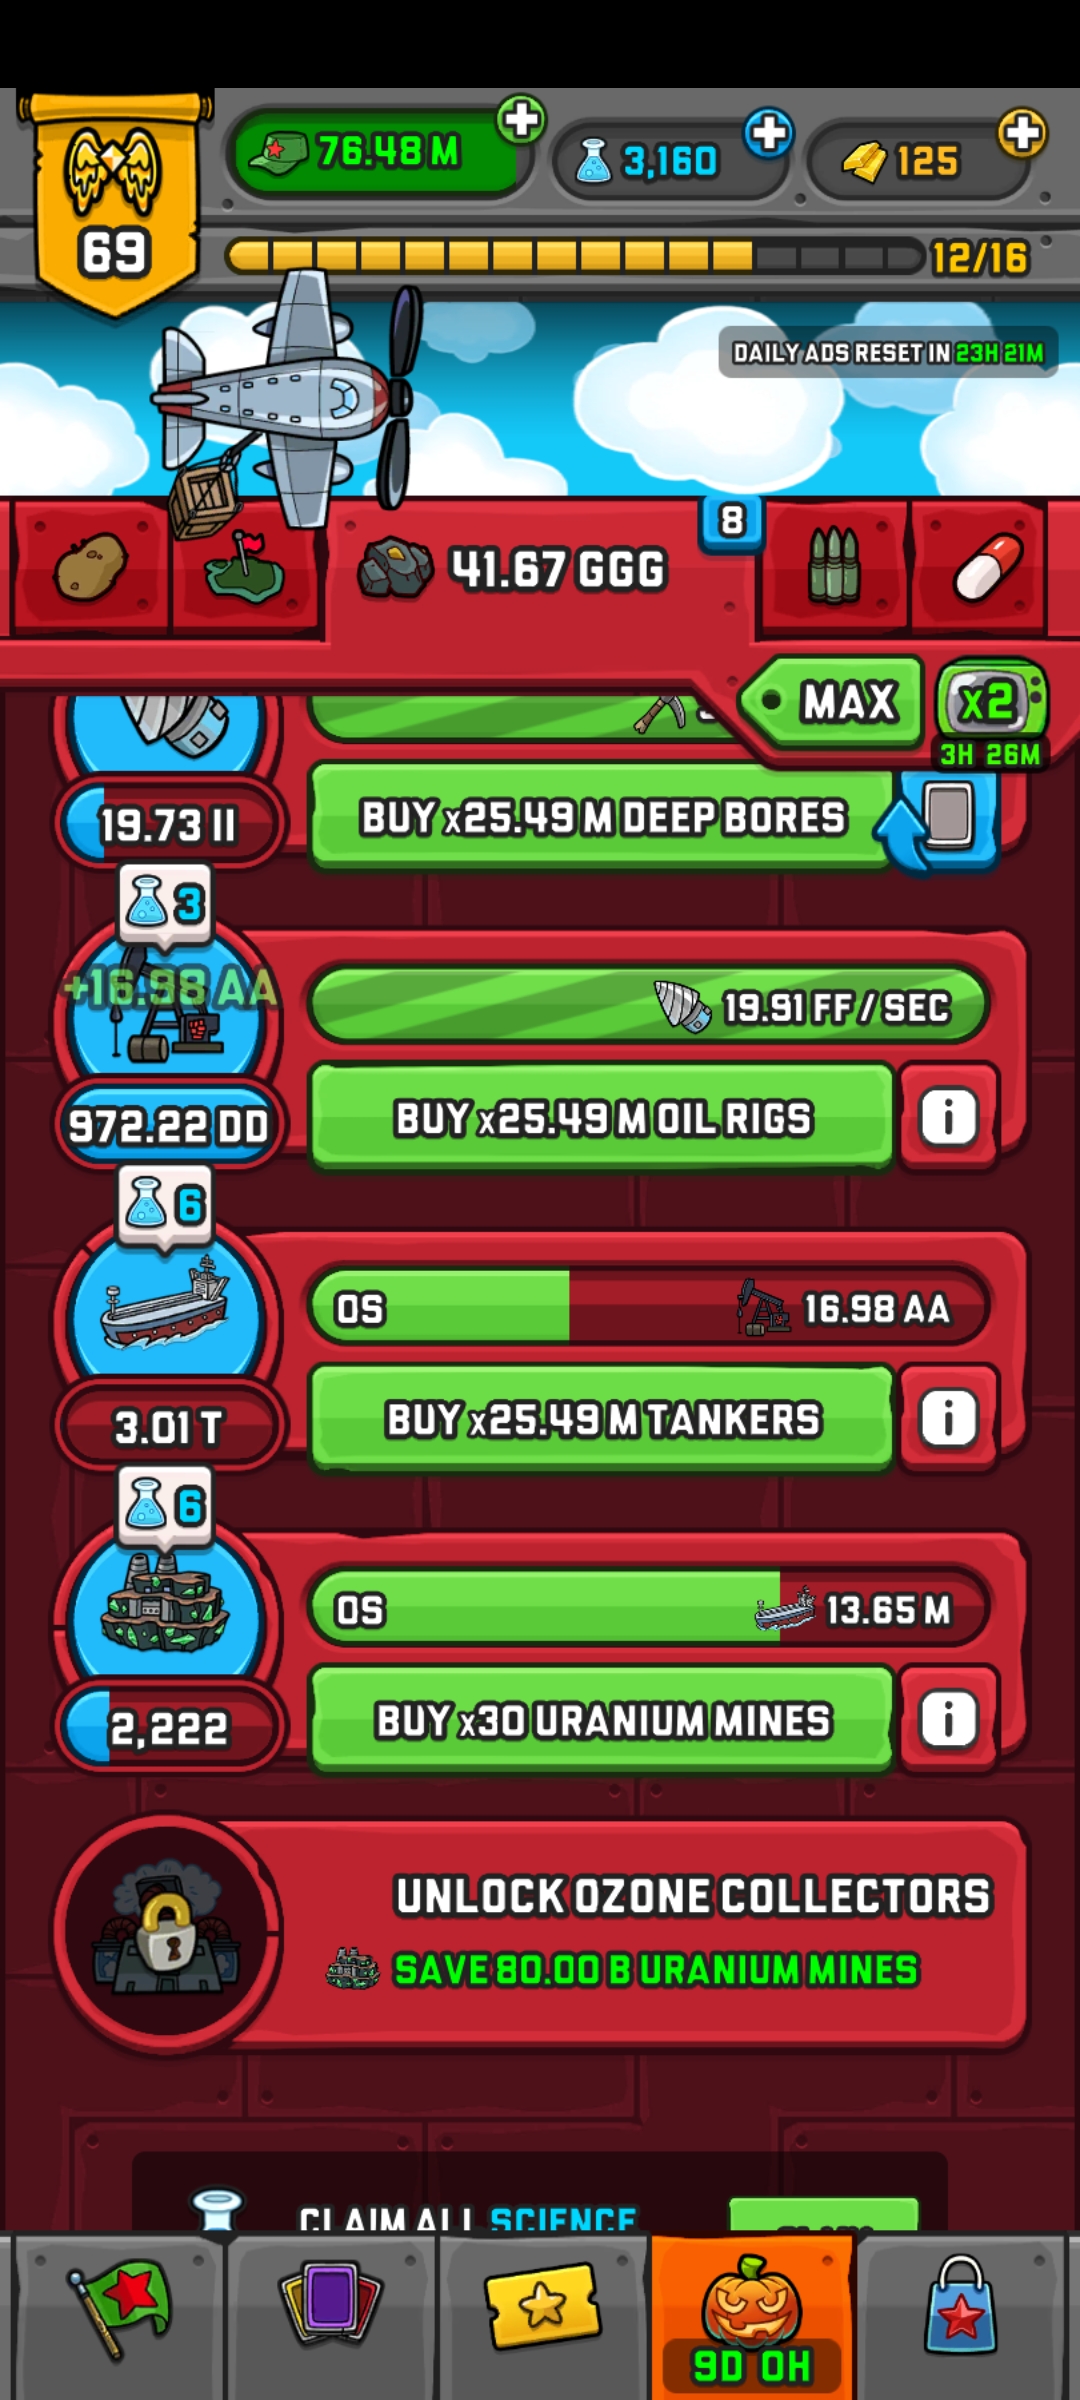 76.48 M
3,160
125
69
12/16
DAILY ADS RESET IN 23H 21M
8
41.67 GGG
MAX
x2
3H 26M
19.73 II
BUY x25.49 M DEEP BORES
3
+16.98 AA
19.91 FF / SEC
972.22 DD
BUY x25.49 M OIL RIGS
i
6
0S
16.98 AA
3.01 T
BUY x25.49 M TANKERS
i
6
0S
13.65 M
2,222
BUY x30 URANIUM MINES
i
UNLOCK OZONE COLLECTORS
SAVE 80.00 B URANIUM MINES
CLAIM ALL SCIENCE
9D 0H